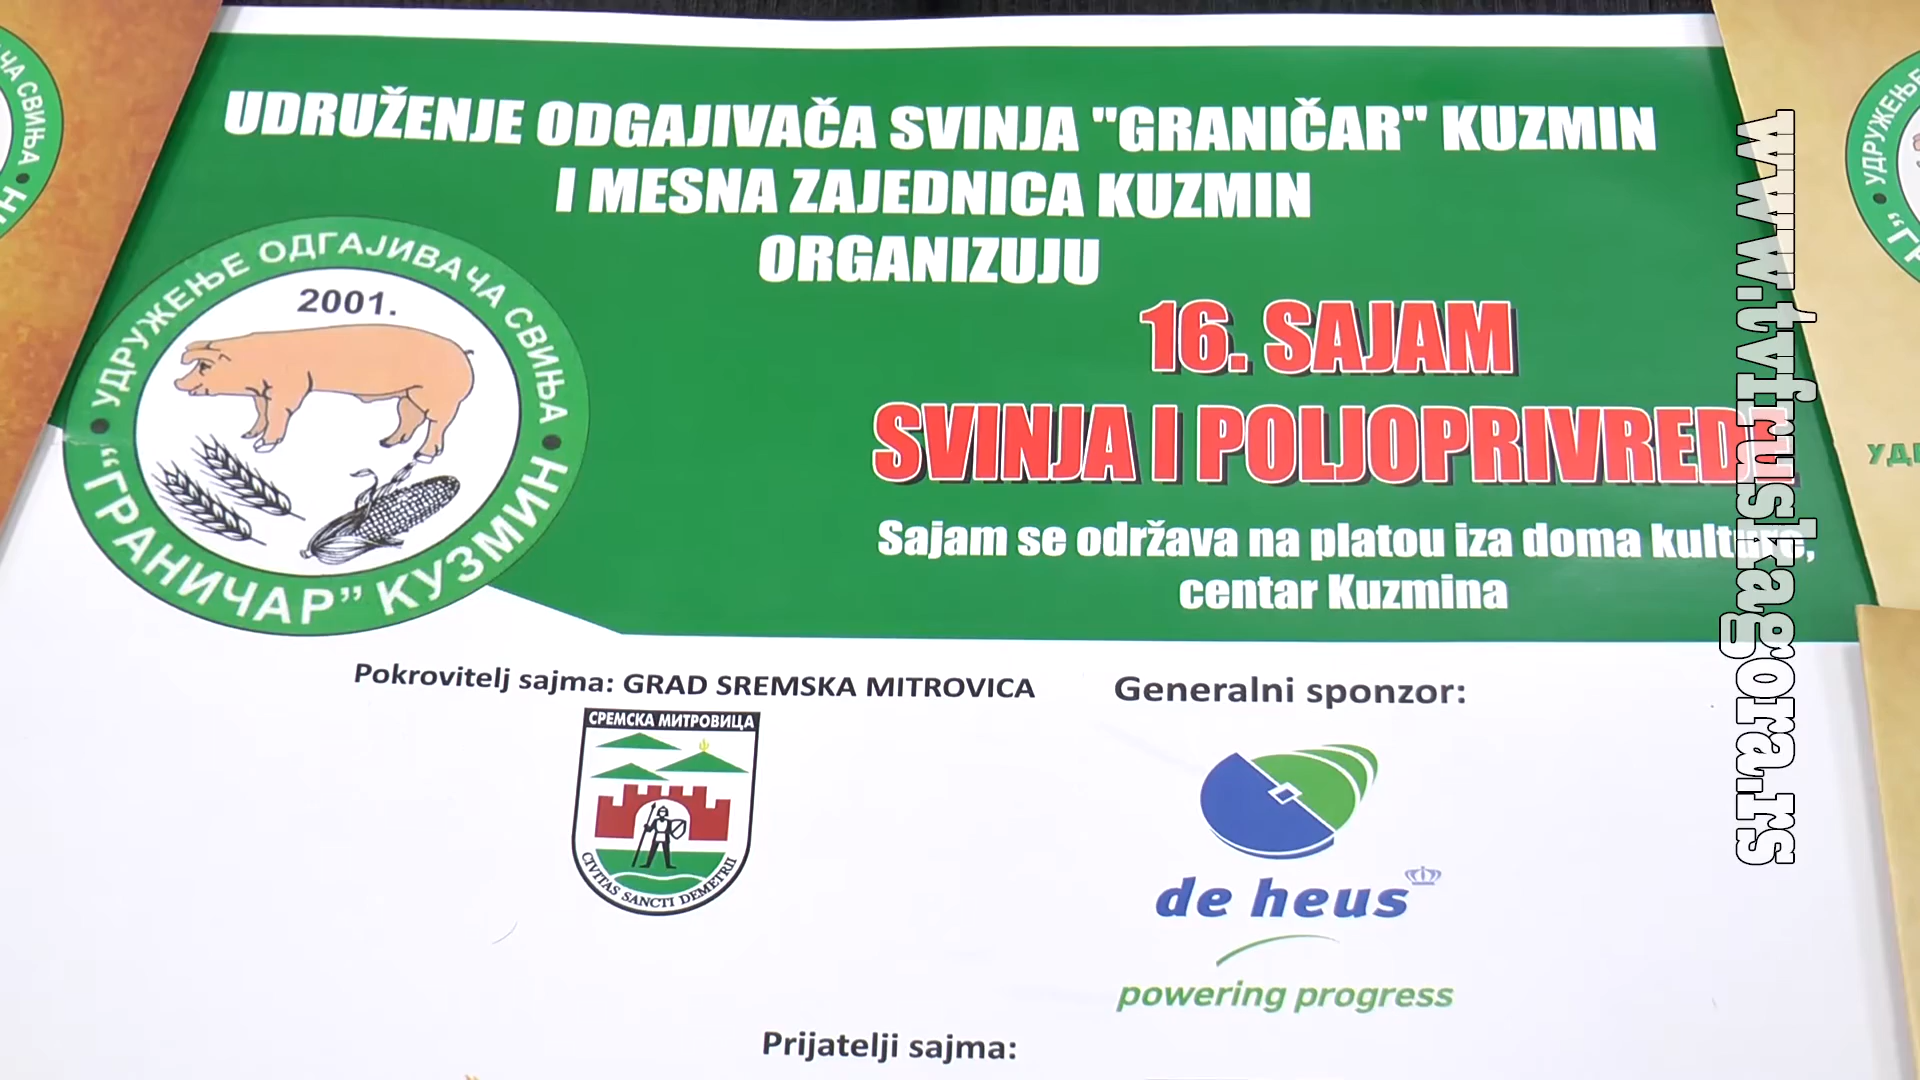 UDRUŽENJE ODGAJIVAČA SVINJA "GRANIČAR" KUZMIN
I MESNA ZAJEDNICA KUZMIN
ORGANIZUJU
УДРУЖЕЊЕ ОДГАЈИВАЧА СВИЊА
2001.
"ГРАНИЧАР" КУЗМИН
16. SAJAM
SVINJA I POLJOPRIVRED
Sajam se održava na platou iza doma kulture,
centar Kuzmina
Pokrovitelj sajma: GRAD SREMSKA MITROVICA
СРЕМСКА МИТРОВИЦА
CIVITAS SANCTI DEMETRII
Generalni sponzor:
de heus
powering progress
Prijatelji sajma:
www.tvfruskagora.rs